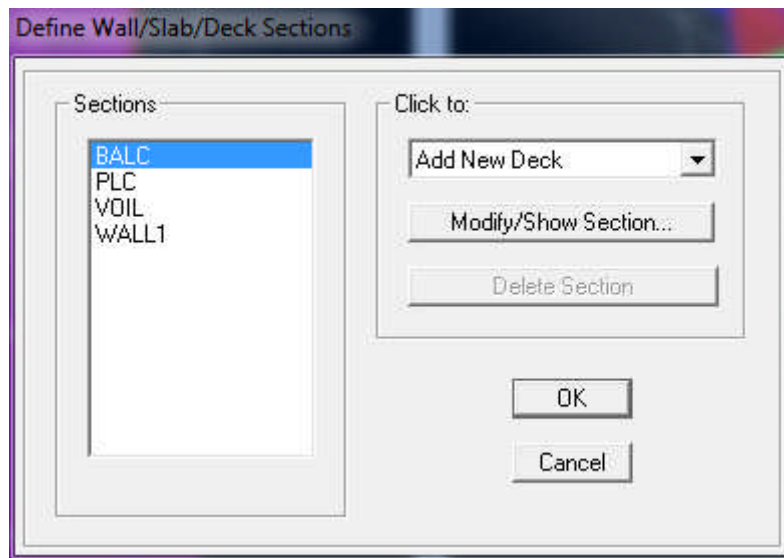 Define Wall/Slab/Deck Sections
Sections
BALC
PLC
VOIL
WALL1
Click to:
Add New Deck
Modify/Show Section...
Delete Section
OK
Cancel